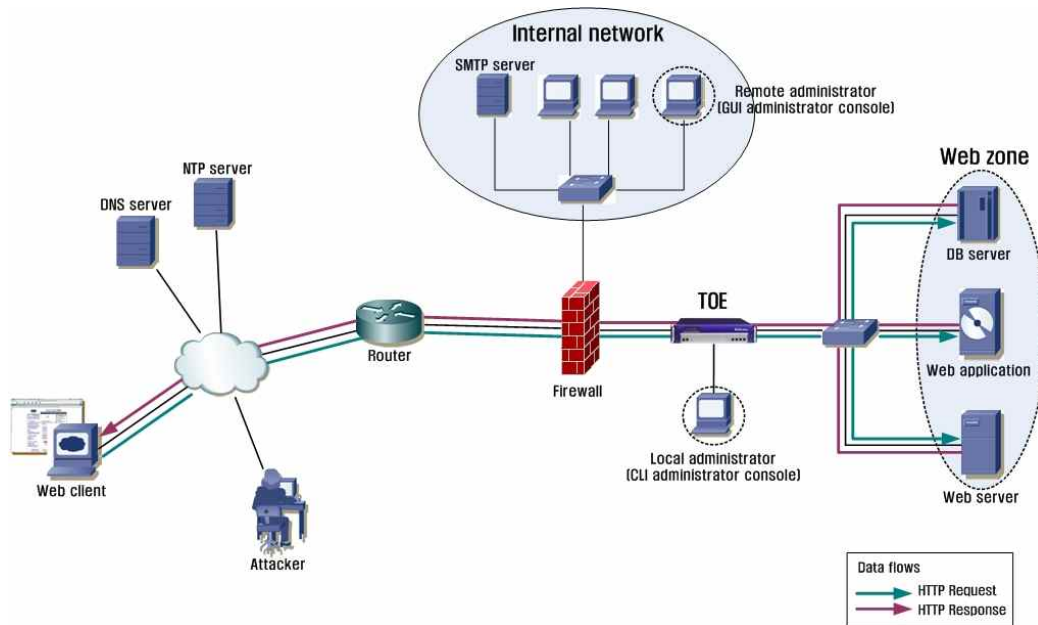 Internal network
SMTP server
Remote administrator
(GUI administrator console)
NTP server
DNS server
Web zone
DB server
TOE
Router
Firewall
Web application
Web client
Local administrator
(CLI administrator console)
Web server
Attacker
Data flows
HTTP Request
HTTP Response